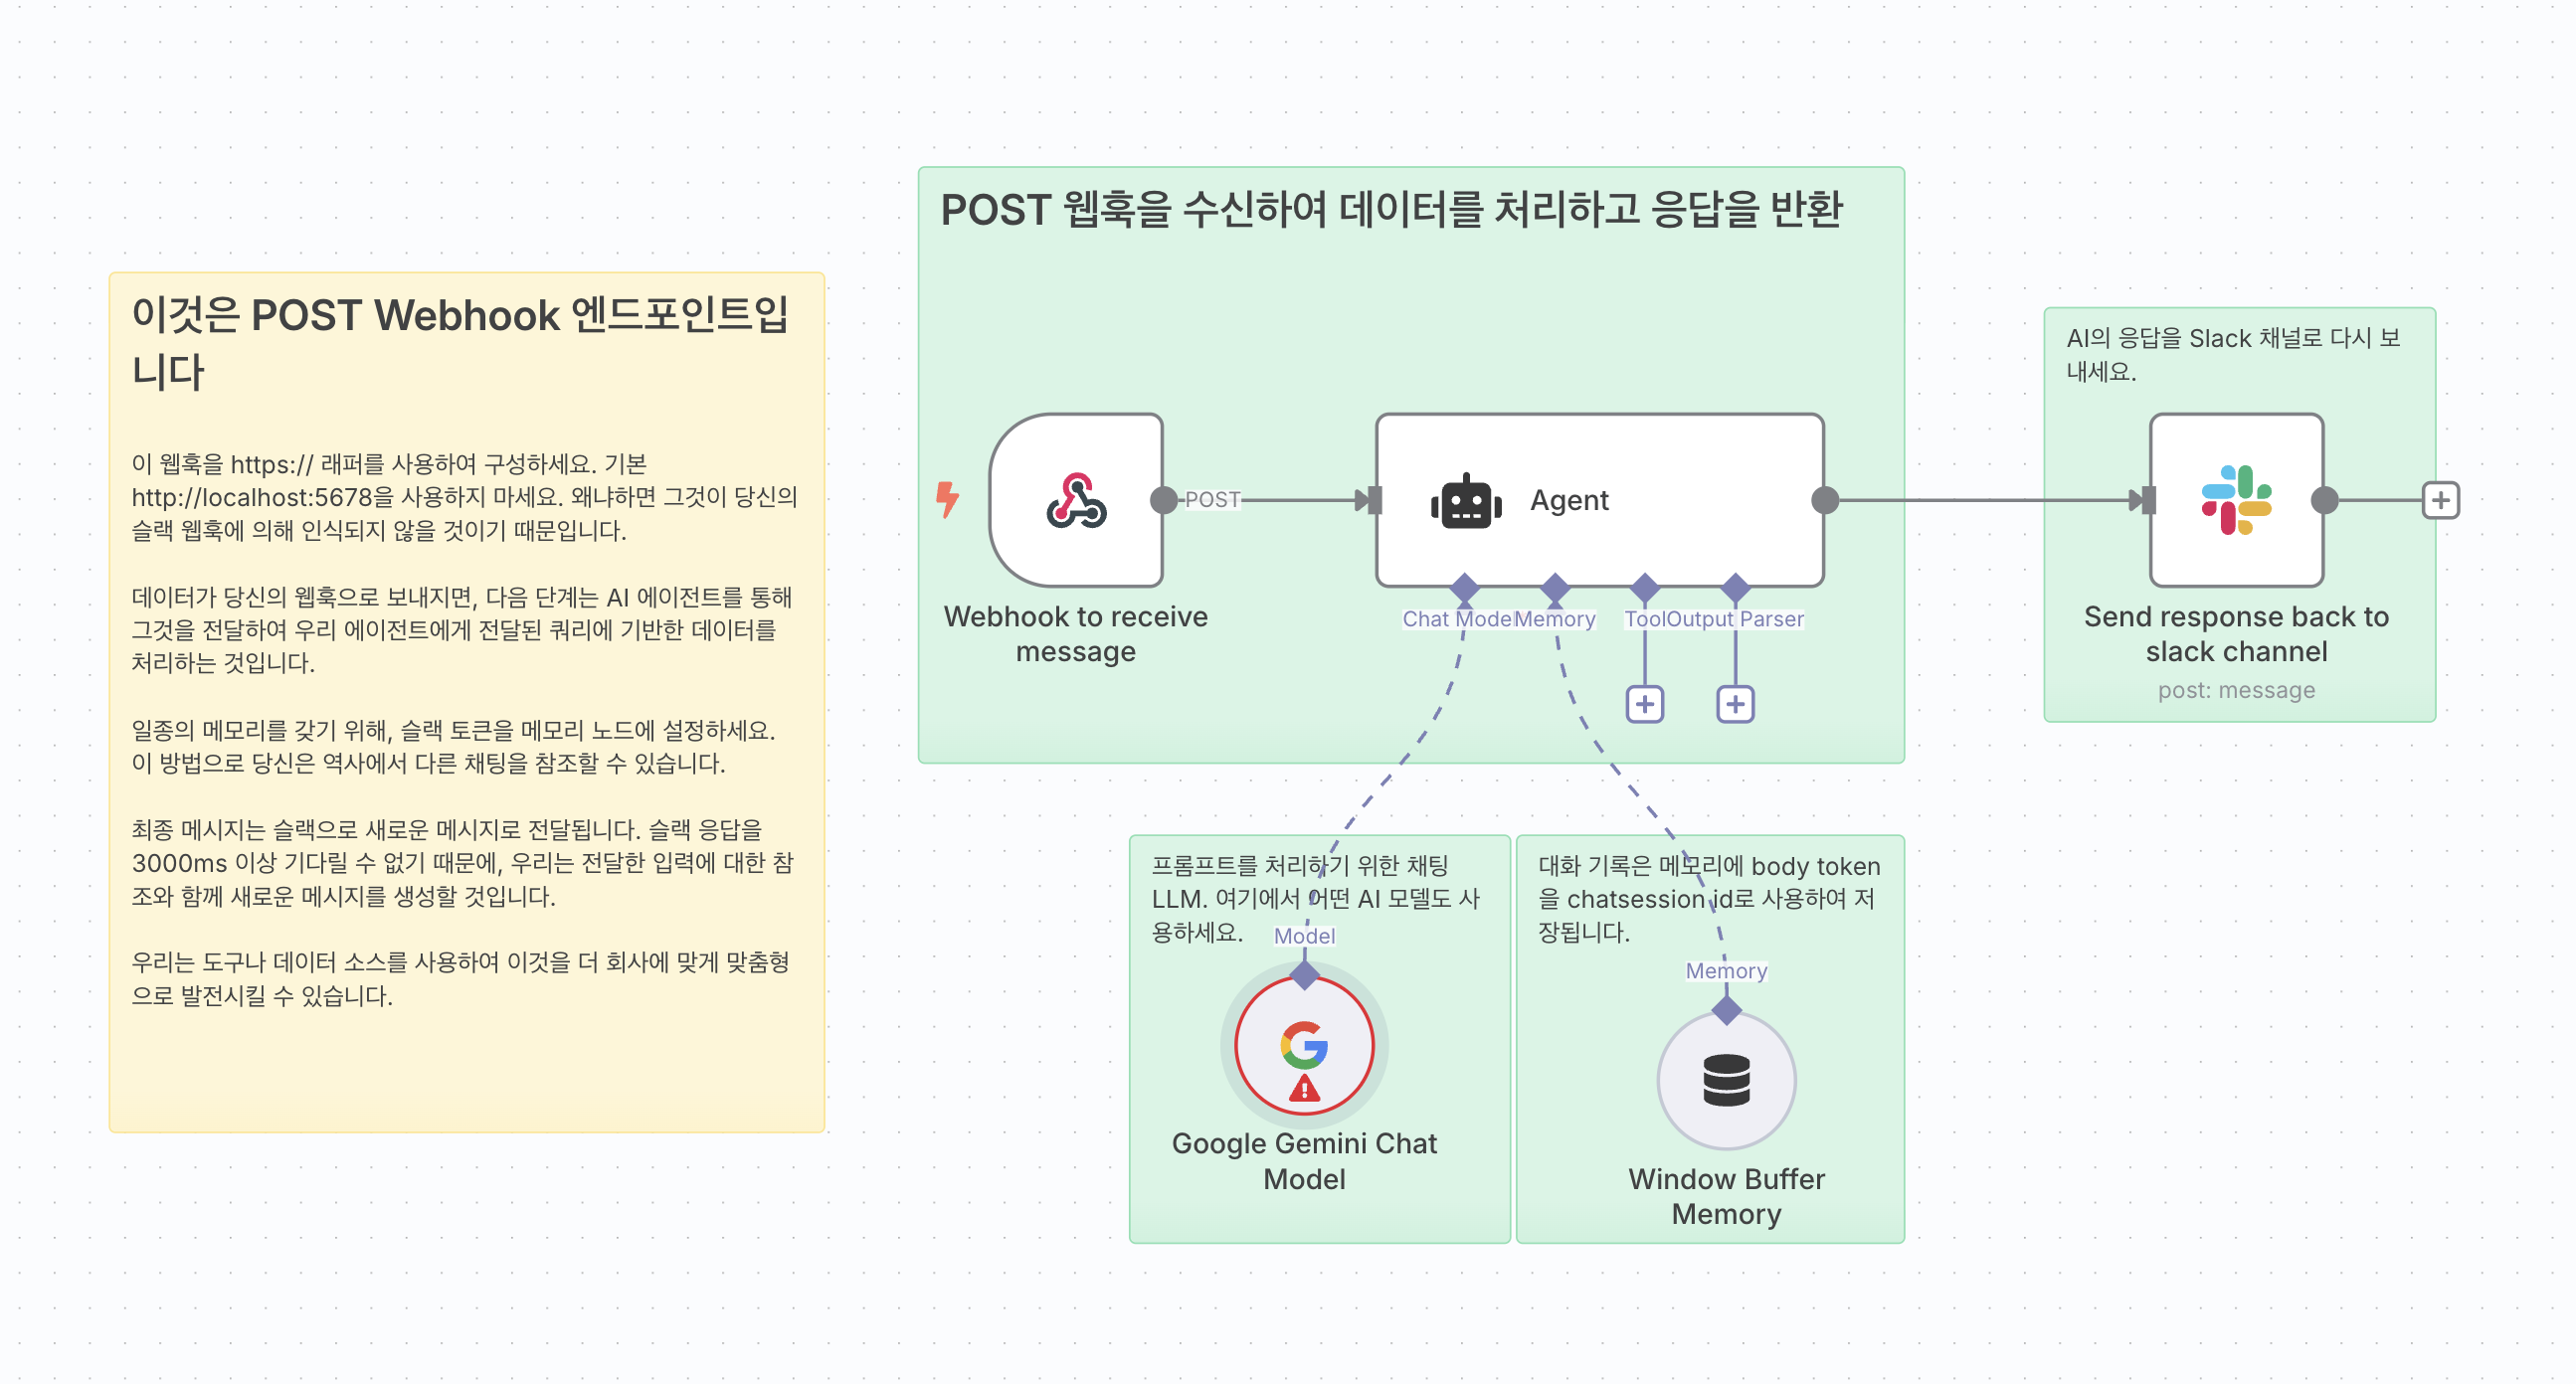 이것은 POST Webhook 엔드포인트입
니다
이 웹훅을 https:// 래퍼를 사용하여 구성하세요. 기본
http://localhost:5678을 사용하지 마세요. 왜냐하면 그것이 당신의
슬랙 웹훅에 의해 인식되지 않을 것이기 때문입니다.
데이터가 당신의 웹훅으로 보내지면, 다음 단계는 AI 에이전트를 통해
그것을 전달하여 우리 에이전트에게 전달된 쿼리에 기반한 데이터를
처리하는 것입니다.
일종의 메모리를 갖기 위해, 슬랙 토큰을 메모리 노드에 설정하세요.
이 방법으로 당신은 역사에서 다른 채팅을 참조할 수 있습니다.
최종 메시지는 슬랙으로 새로운 메시지로 전달됩니다. 슬랙 응답을
3000ms 이상 기다릴 수 없기 때문에, 우리는 전달한 입력에 대한 참
조와 함께 새로운 메시지를 생성할 것입니다.
우리는 도구나 데이터 소스를 사용하여 이것을 더 회사에 맞게 맞춤형
으로 발전시킬 수 있습니다.
POST 웹훅을 수신하여 데이터를 처리하고 응답을 반환
POST
Agent
Webhook to receive
message
Chat Model
Memory
Tool
Output Parser
AI의 응답을 Slack 채널로 다시 보
내세요.
Send response back to
slack channel
post: message
프롬프트를 처리하기 위한 채팅
LLM. 여기에서 어떤 AI 모델도 사
용하세요.
Model
Google Gemini Chat
Model
대화 기록은 메모리에 body token
을 chatsession id로 사용하여 저
장됩니다.
Memory
Window Buffer
Memory